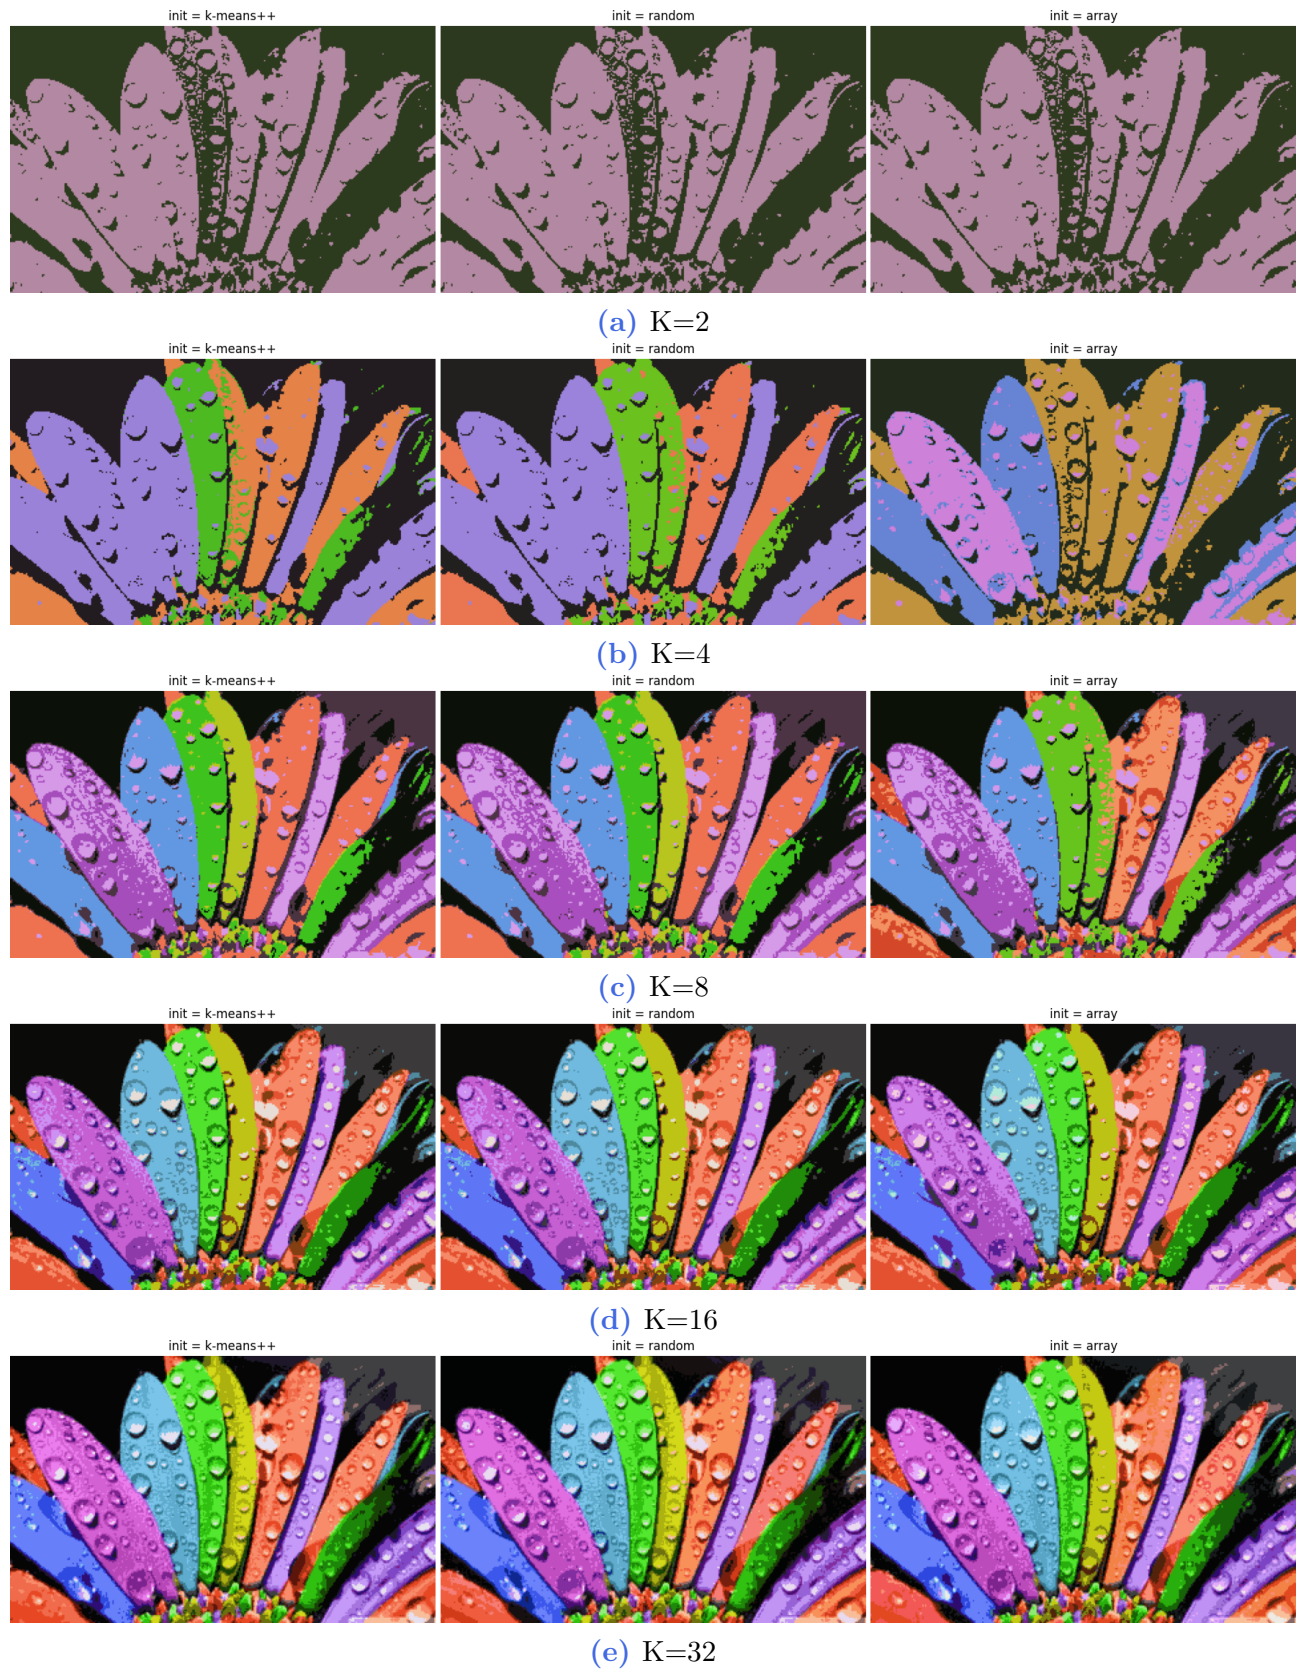 init = k-means++ init = random init = array
(a) K=2
init = k-means++ init = random init = array
(b) K=4
init = k-means++ init = random init = array
(c) K=8
init = k-means++ init = random init = array
(d) K=16
init = k-means++ init = random init = array
(e) K=32